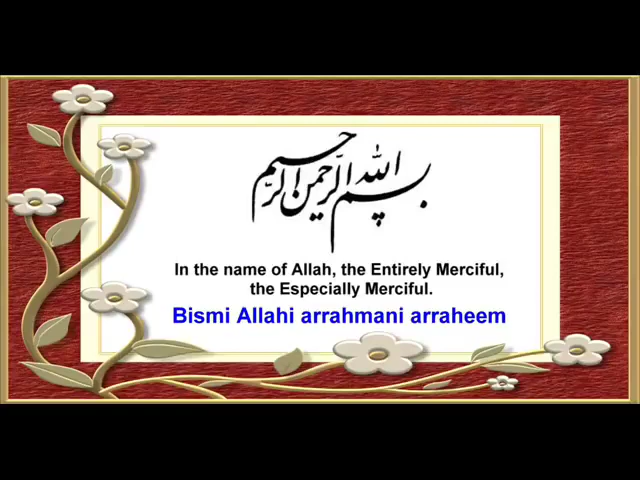 بسم الله الرحمن الرحيم
In the name of Allah, the Entirely Merciful,
the Especially Merciful.
Bismi Allahi arrahmani arraheem